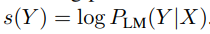 s(Y) = log P_LM(Y|X).